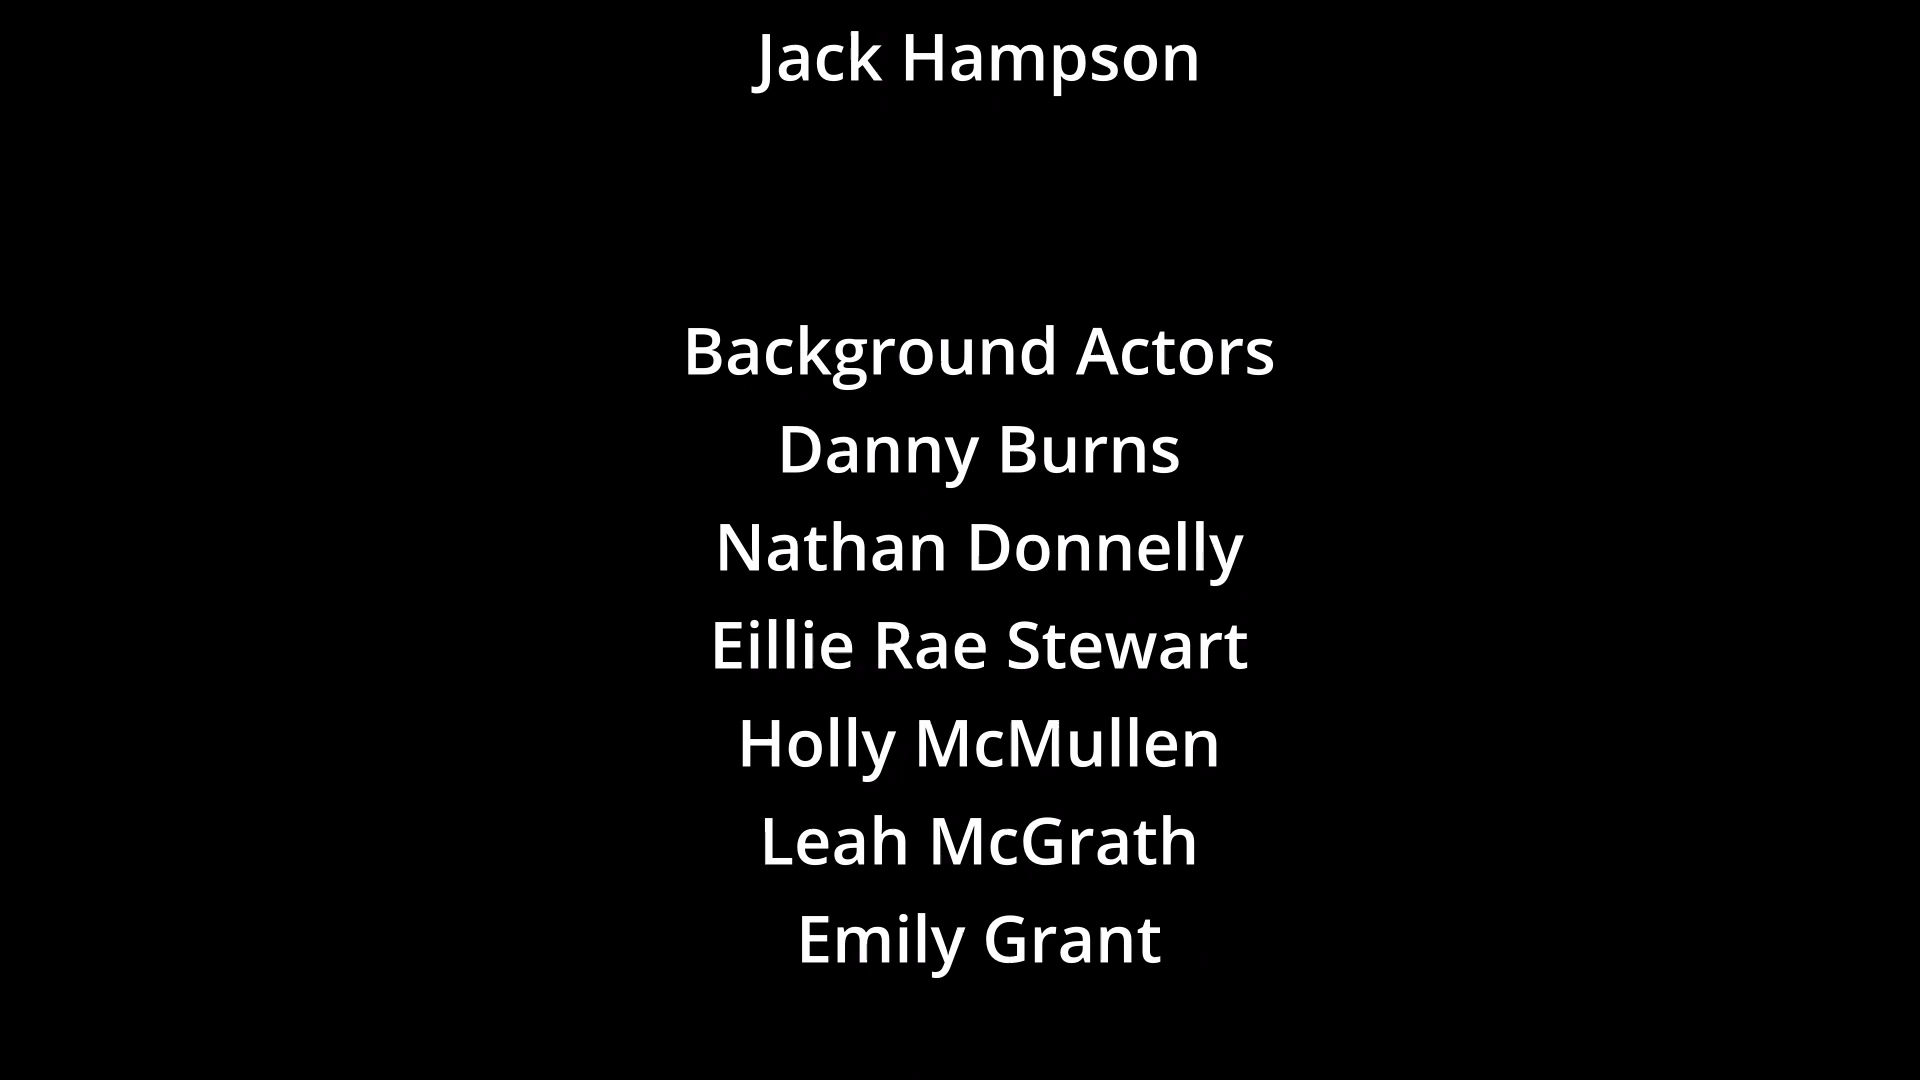 Jack Hampson
Background Actors
Danny Burns
Nathan Donnelly
Eillie Rae Stewart
Holly McMullen
Leah McGrath
Emily Grant